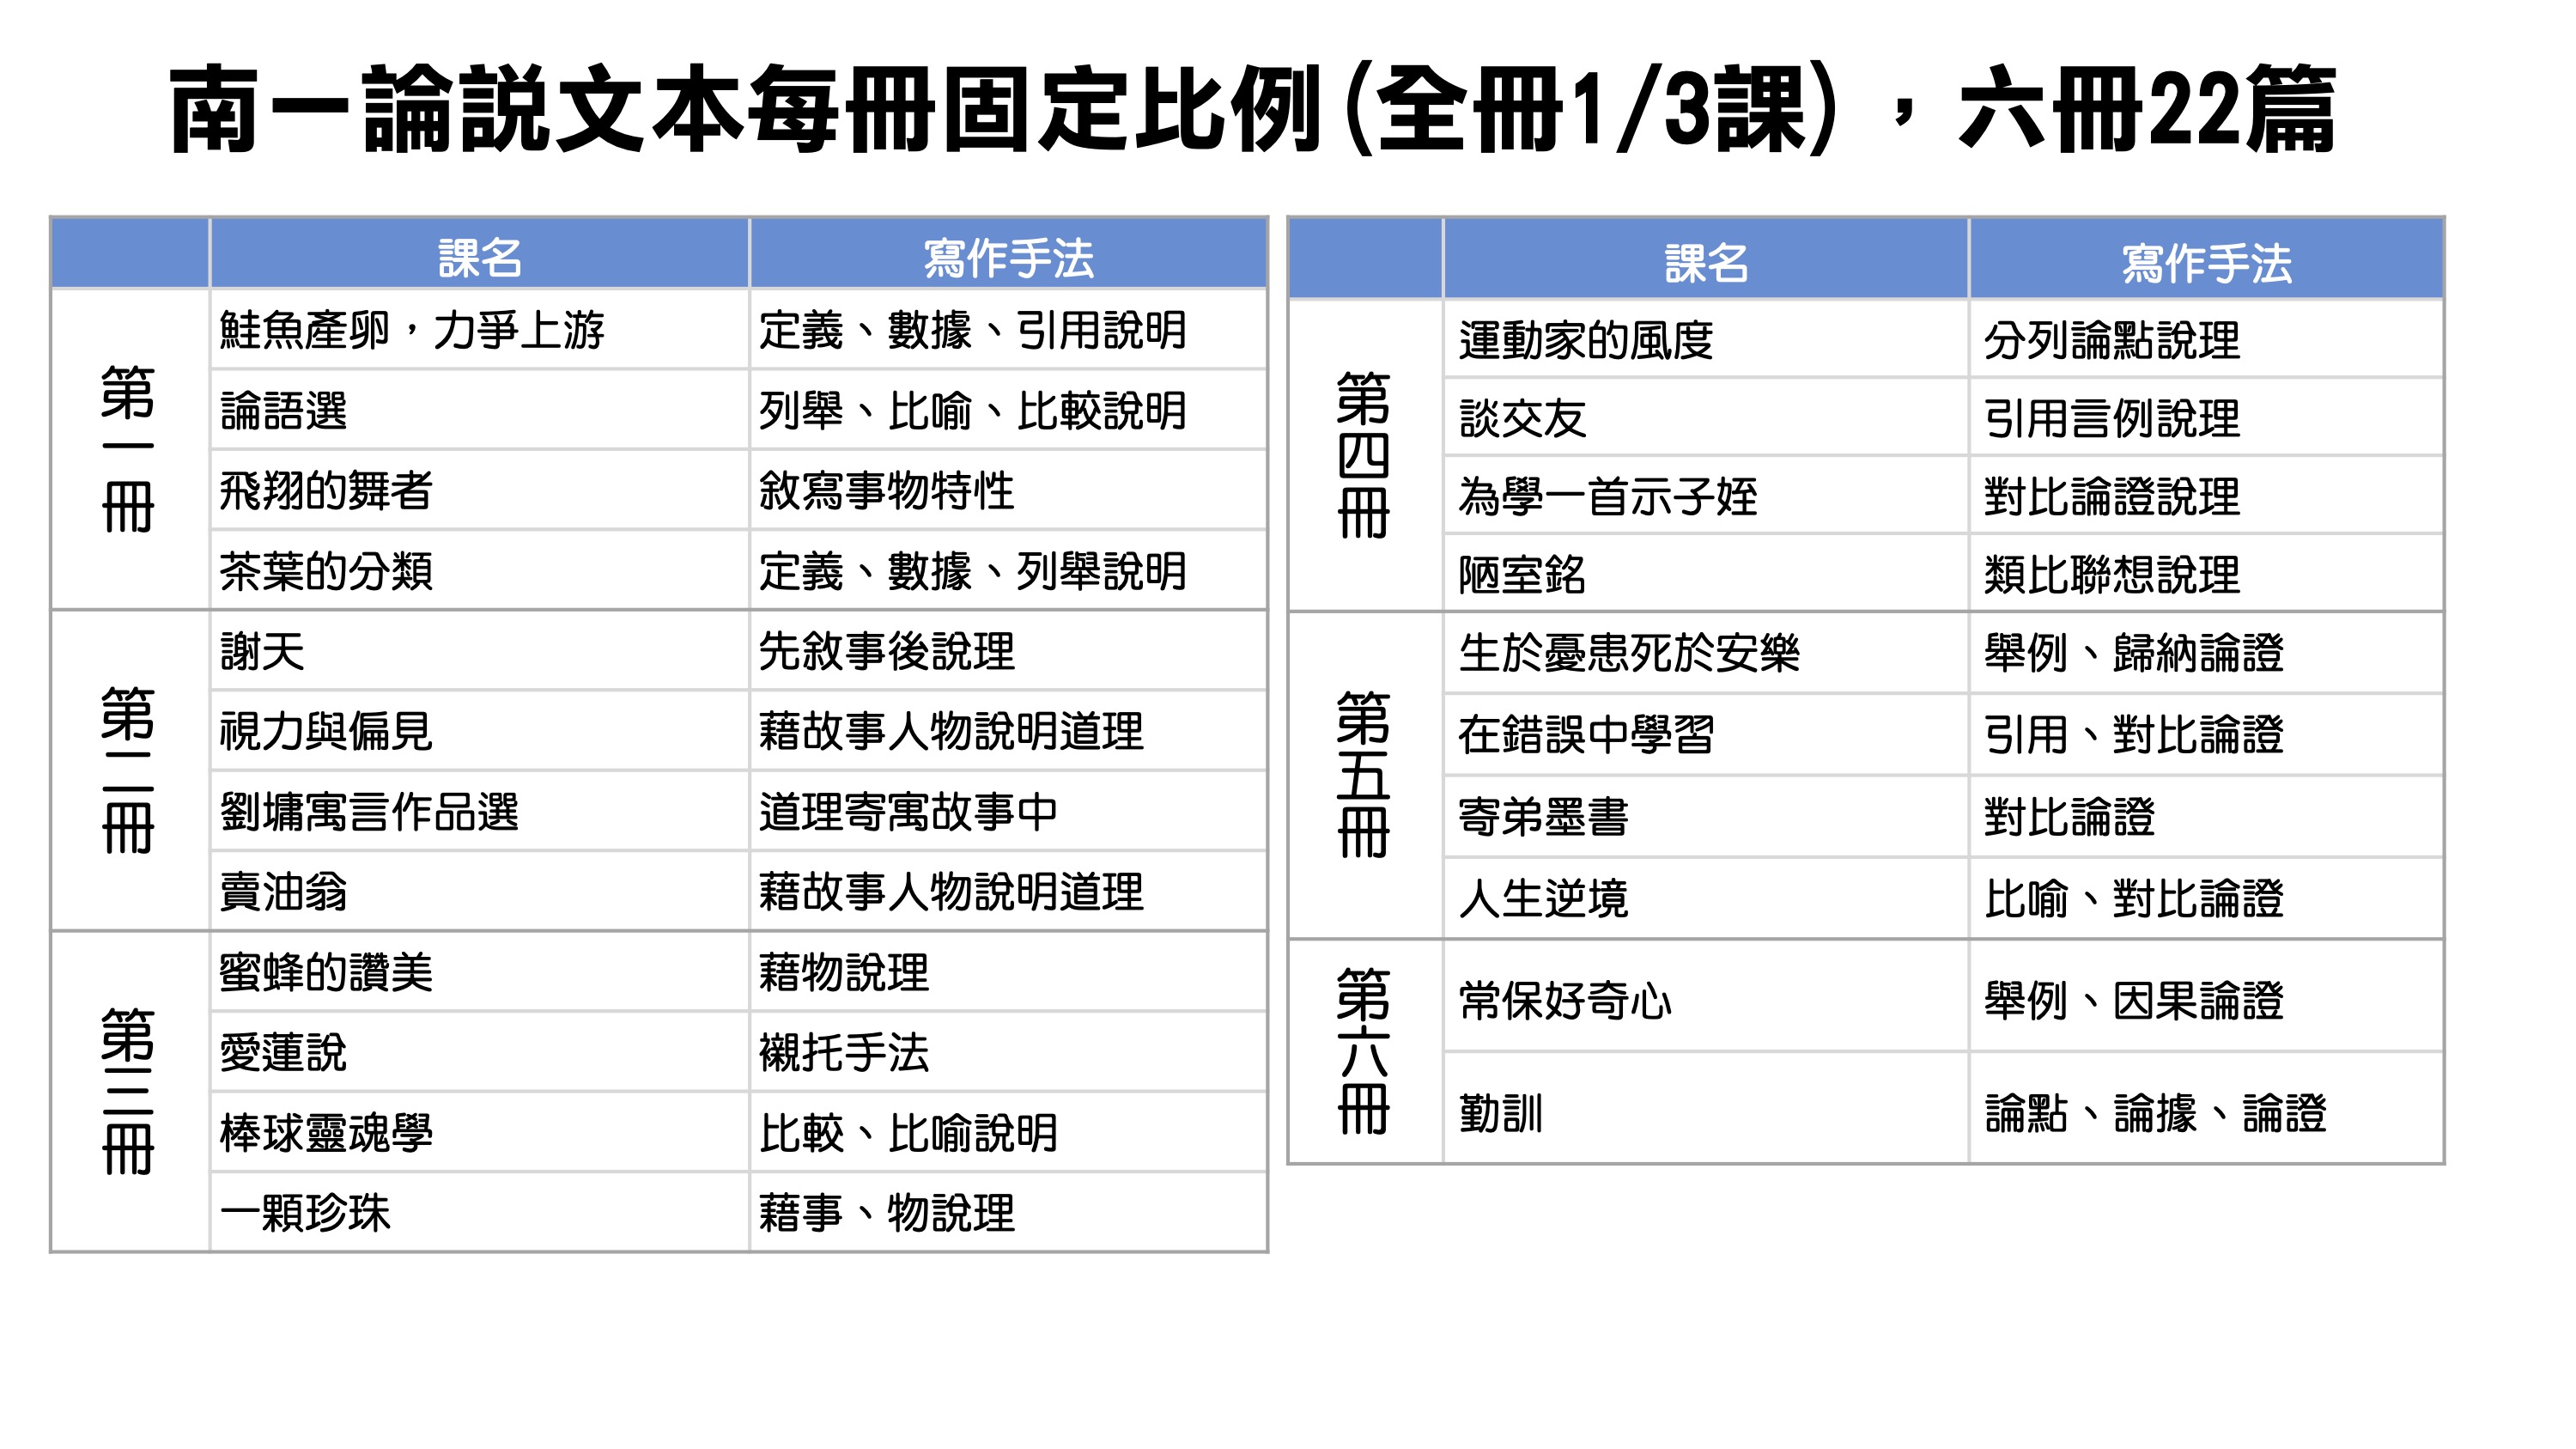 南一論説文本每冊固定比例(全冊1/3課)，六冊22篇
課名 寫作手法
第一冊
鮭魚產卵，力爭上游 定義、數據、引用說明
論語選 列舉、比喻、比較說明
飛翔的舞者 敘寫事物特性
茶葉的分類 定義、數據、列舉說明
第二冊
謝天 先敘事後說理
視力與偏見 藉故事人物說明道理
劉墉寓言作品選 道理寄寓故事中
賣油翁 藉故事人物說明道理
第三冊
蜜蜂的讚美 藉物說理
愛蓮說 襯托手法
棒球靈魂學 比較、比喻說明
一顆珍珠 藉事、物說理
課名 寫作手法
第四冊
運動家的風度 分列論點說理
談交友 引用言例說理
為學一首示子姪 對比論證說理
陋室銘 類比聯想說理
第五冊
生於憂患死於安樂 舉例、歸納論證
在錯誤中學習 引用、對比論證
寄弟墨書 對比論證
人生逆境 比喻、對比論證
第六冊
常保好奇心 舉例、因果論證
勤訓 論點、論據、論證